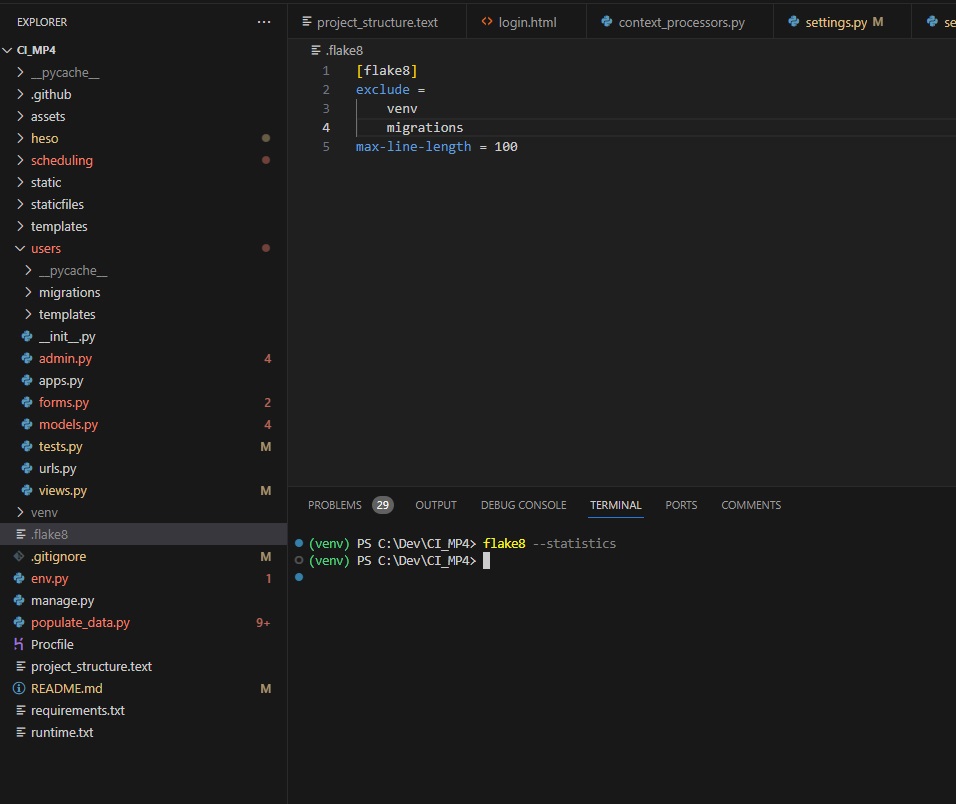 EXPLORER
CI_MP4
__pycache__
.github
assets
heso
scheduling
static
staticfiles
templates
users
__pycache__
migrations
templates
__init__.py
admin.py 4
apps.py
forms.py 2
models.py 4
tests.py M
urls.py
views.py M
venv
.flake8
.gitignore M
env.py 1
manage.py
populate_data.py 9+
Procfile
project_structure.text
README.md M
requirements.txt
runtime.txt
project_structure.text login.html context_processors.py settings.py M se
.flake8
1 [flake8]
2 exclude =
3 venv
4 migrations
5 max-line-length = 100
PROBLEMS 29 OUTPUT DEBUG CONSOLE TERMINAL PORTS COMMENTS
(venv) PS C:\Dev\CI_MP4> flake8 --statistics
(venv) PS C:\Dev\CI_MP4>